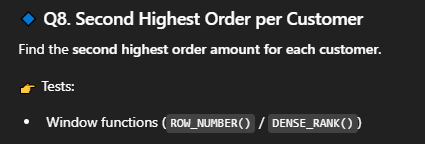 🔷 Q8. Second Highest Order per Customer
Find the second highest order amount for each customer.
👉 Tests:
• Window functions ( ROW_NUMBER() / DENSE_RANK() )